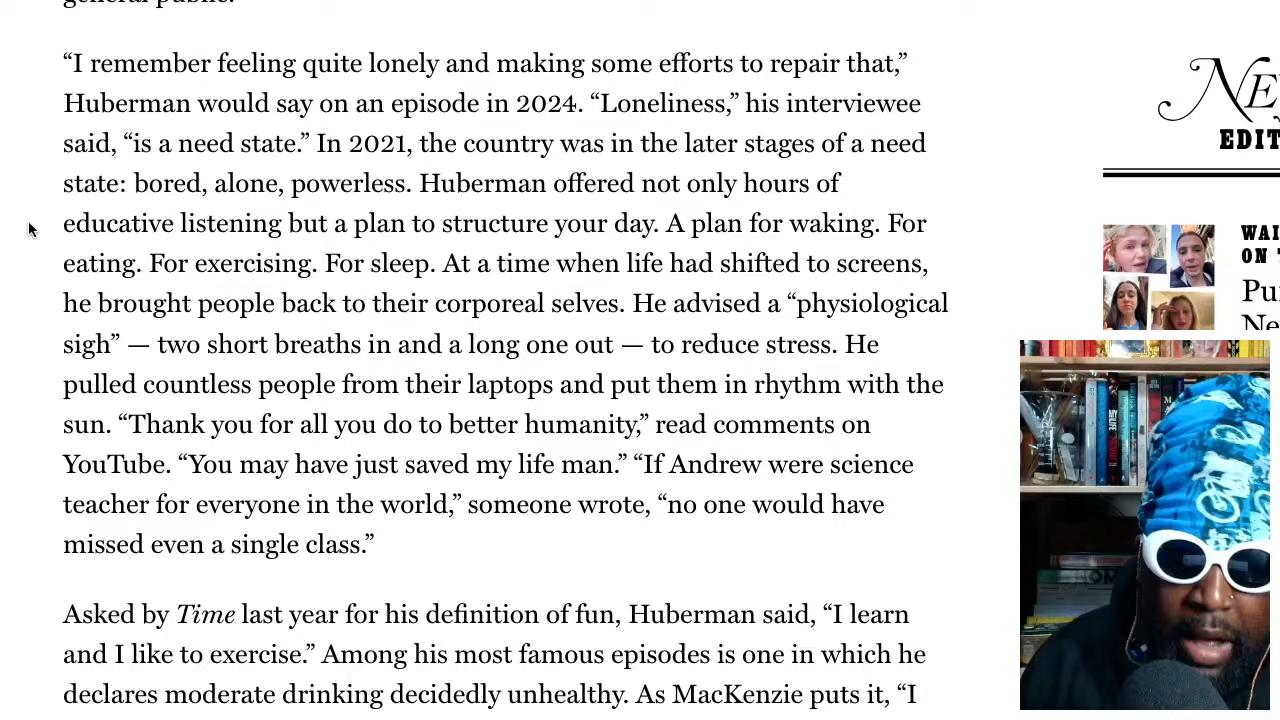 general public.
“I remember feeling quite lonely and making some efforts to repair that,”
Huberman would say on an episode in 2024. “Loneliness,” his interviewee
said, “is a need state.” In 2021, the country was in the later stages of a need
state: bored, alone, powerless. Huberman offered not only hours of
educative listening but a plan to structure your day. A plan for waking. For
eating. For exercising. For sleep. At a time when life had shifted to screens,
he brought people back to their corporeal selves. He advised a “physiological
sigh” — two short breaths in and a long one out — to reduce stress. He
pulled countless people from their laptops and put them in rhythm with the
sun. “Thank you for all you do to better humanity,” read comments on
YouTube. “You may have just saved my life man.” “If Andrew were science
teacher for everyone in the world,” someone wrote, “no one would have
missed even a single class.”
Asked by Time last year for his definition of fun, Huberman said, “I learn
and I like to exercise.” Among his most famous episodes is one in which he
declares moderate drinking decidedly unhealthy. As MacKenzie puts it, “I
NE
EDIT
WAI
ON
Pu
Ne